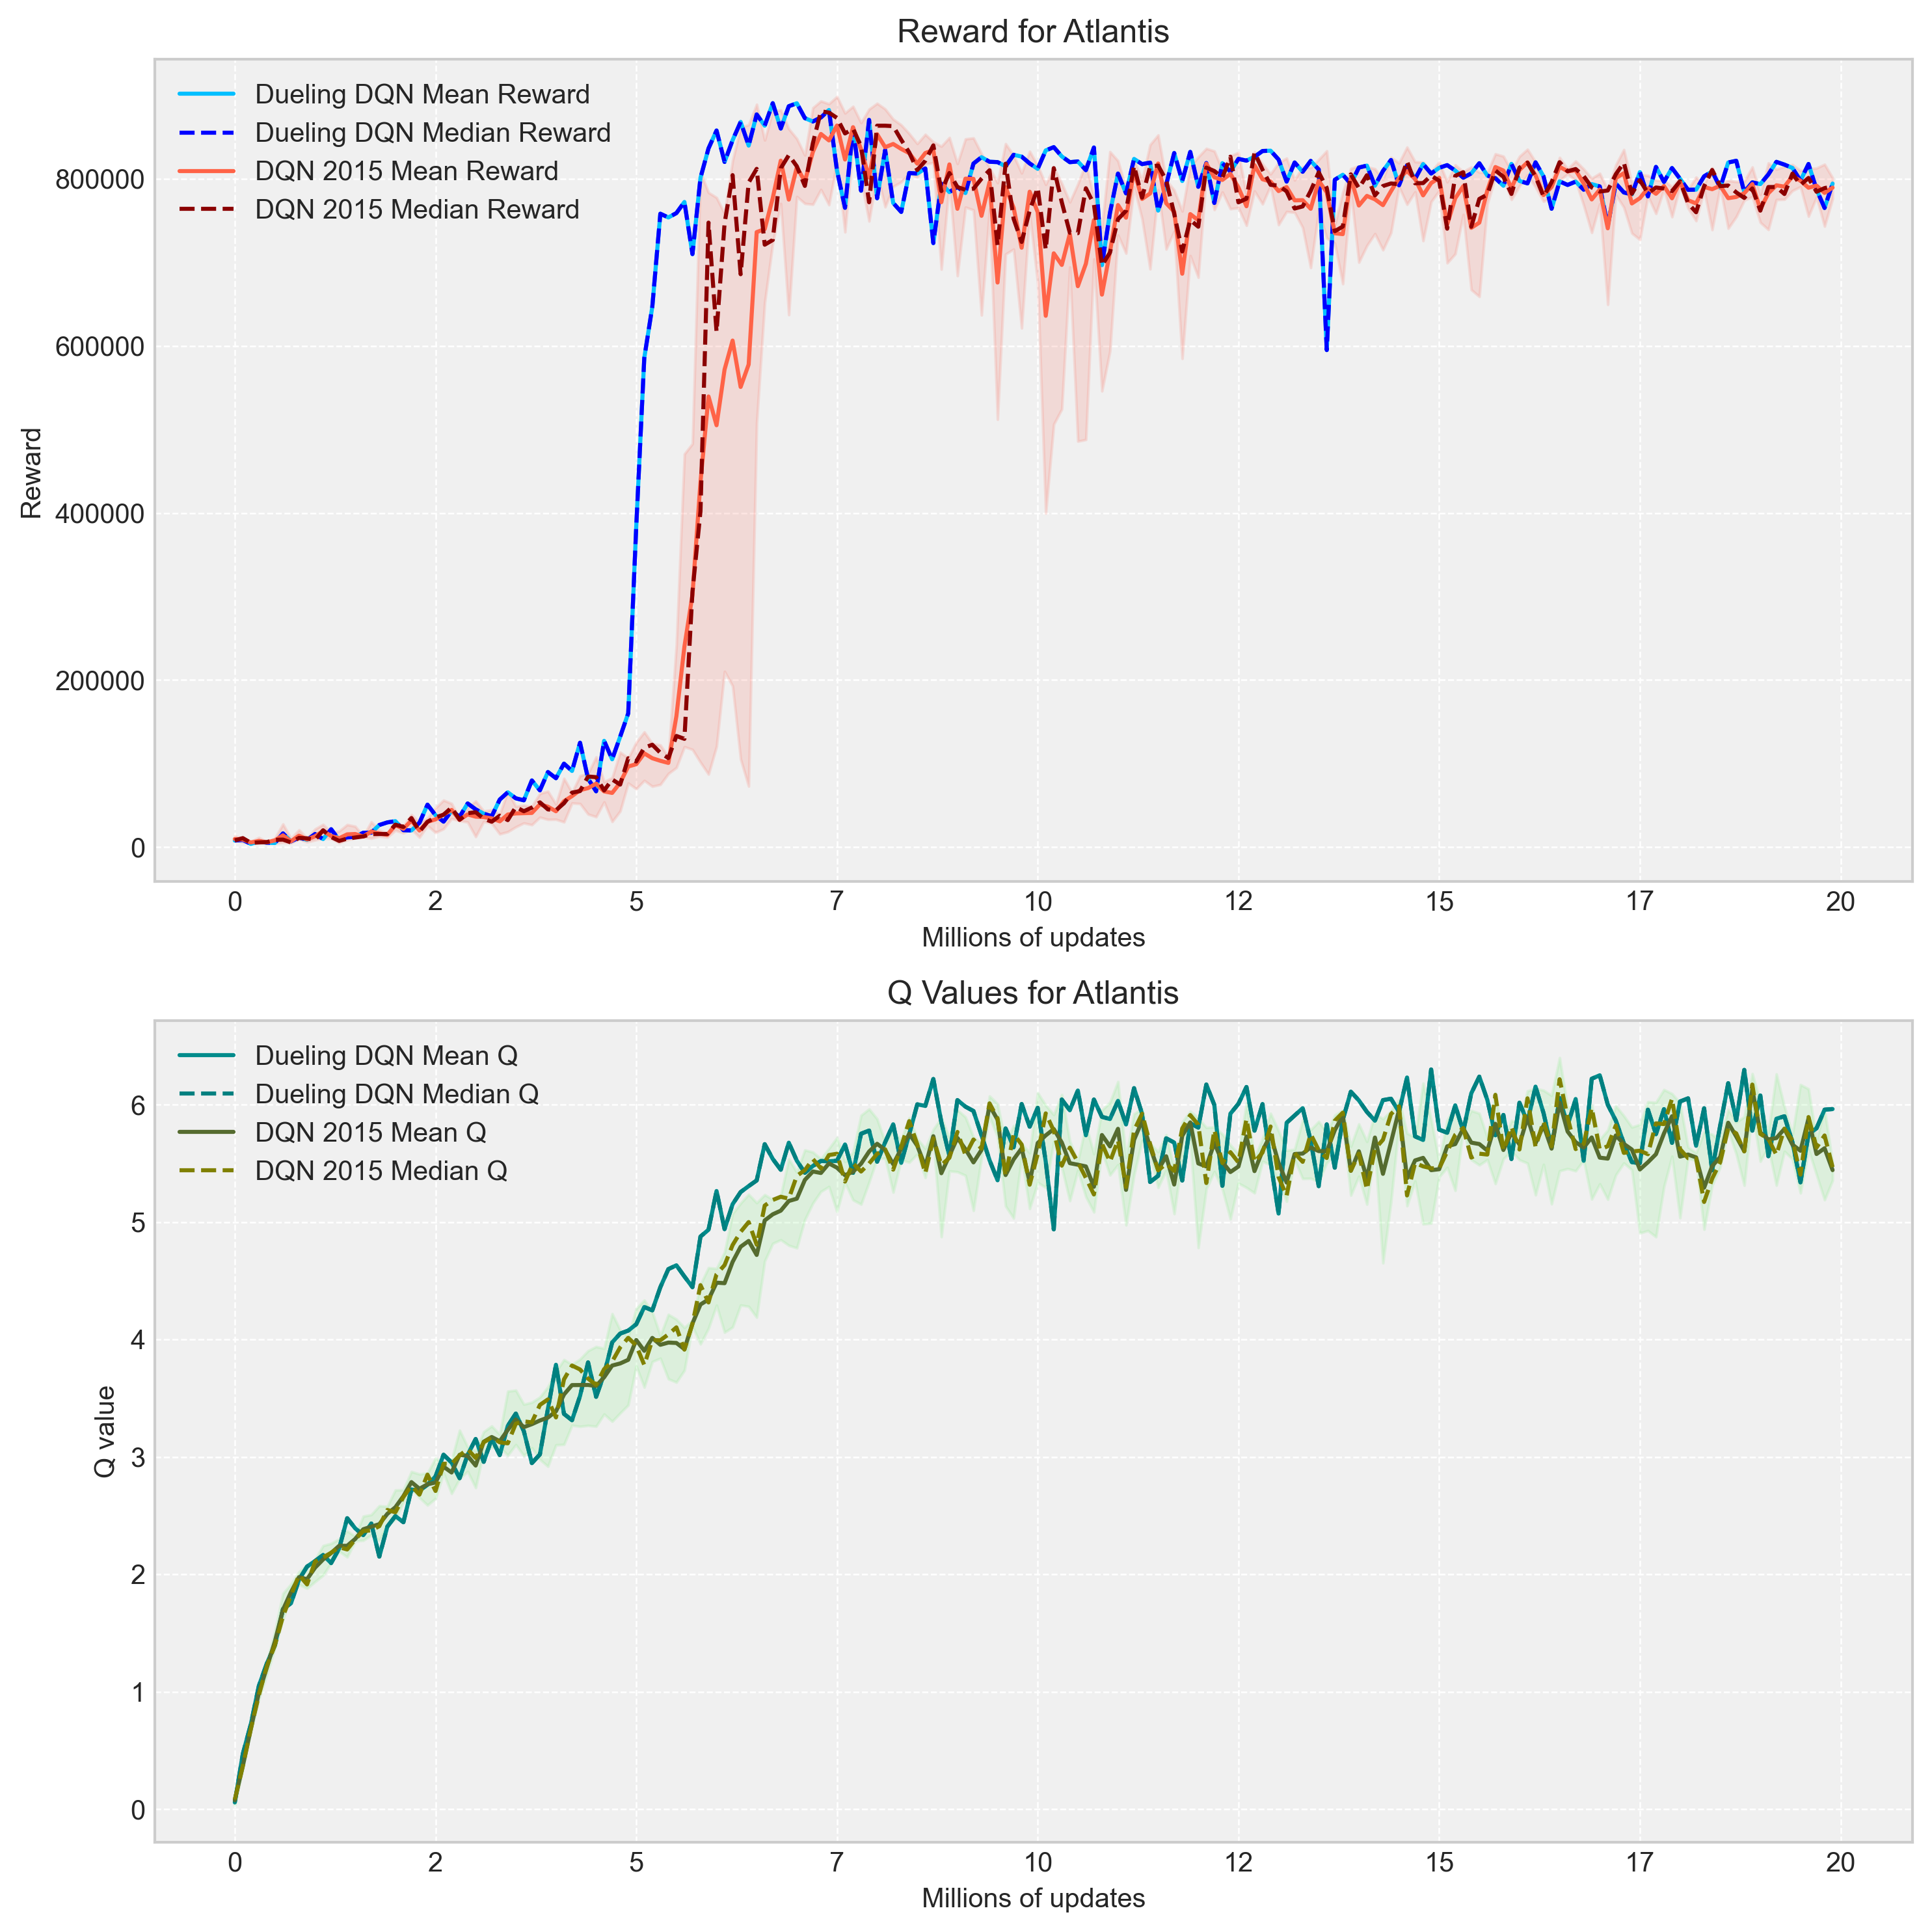 Reward for Atlantis
Dueling DQN Mean Reward
Dueling DQN Median Reward
DQN 2015 Mean Reward
DQN 2015 Median Reward
800000
600000
400000
200000
0
Reward
0 2 5 7 10 12 15 17 20
Millions of updates
Q Values for Atlantis
Dueling DQN Mean Q
Dueling DQN Median Q
DQN 2015 Mean Q
DQN 2015 Median Q
6
5
4
3
2
1
0
Q value
0 2 5 7 10 12 15 17 20
Millions of updates